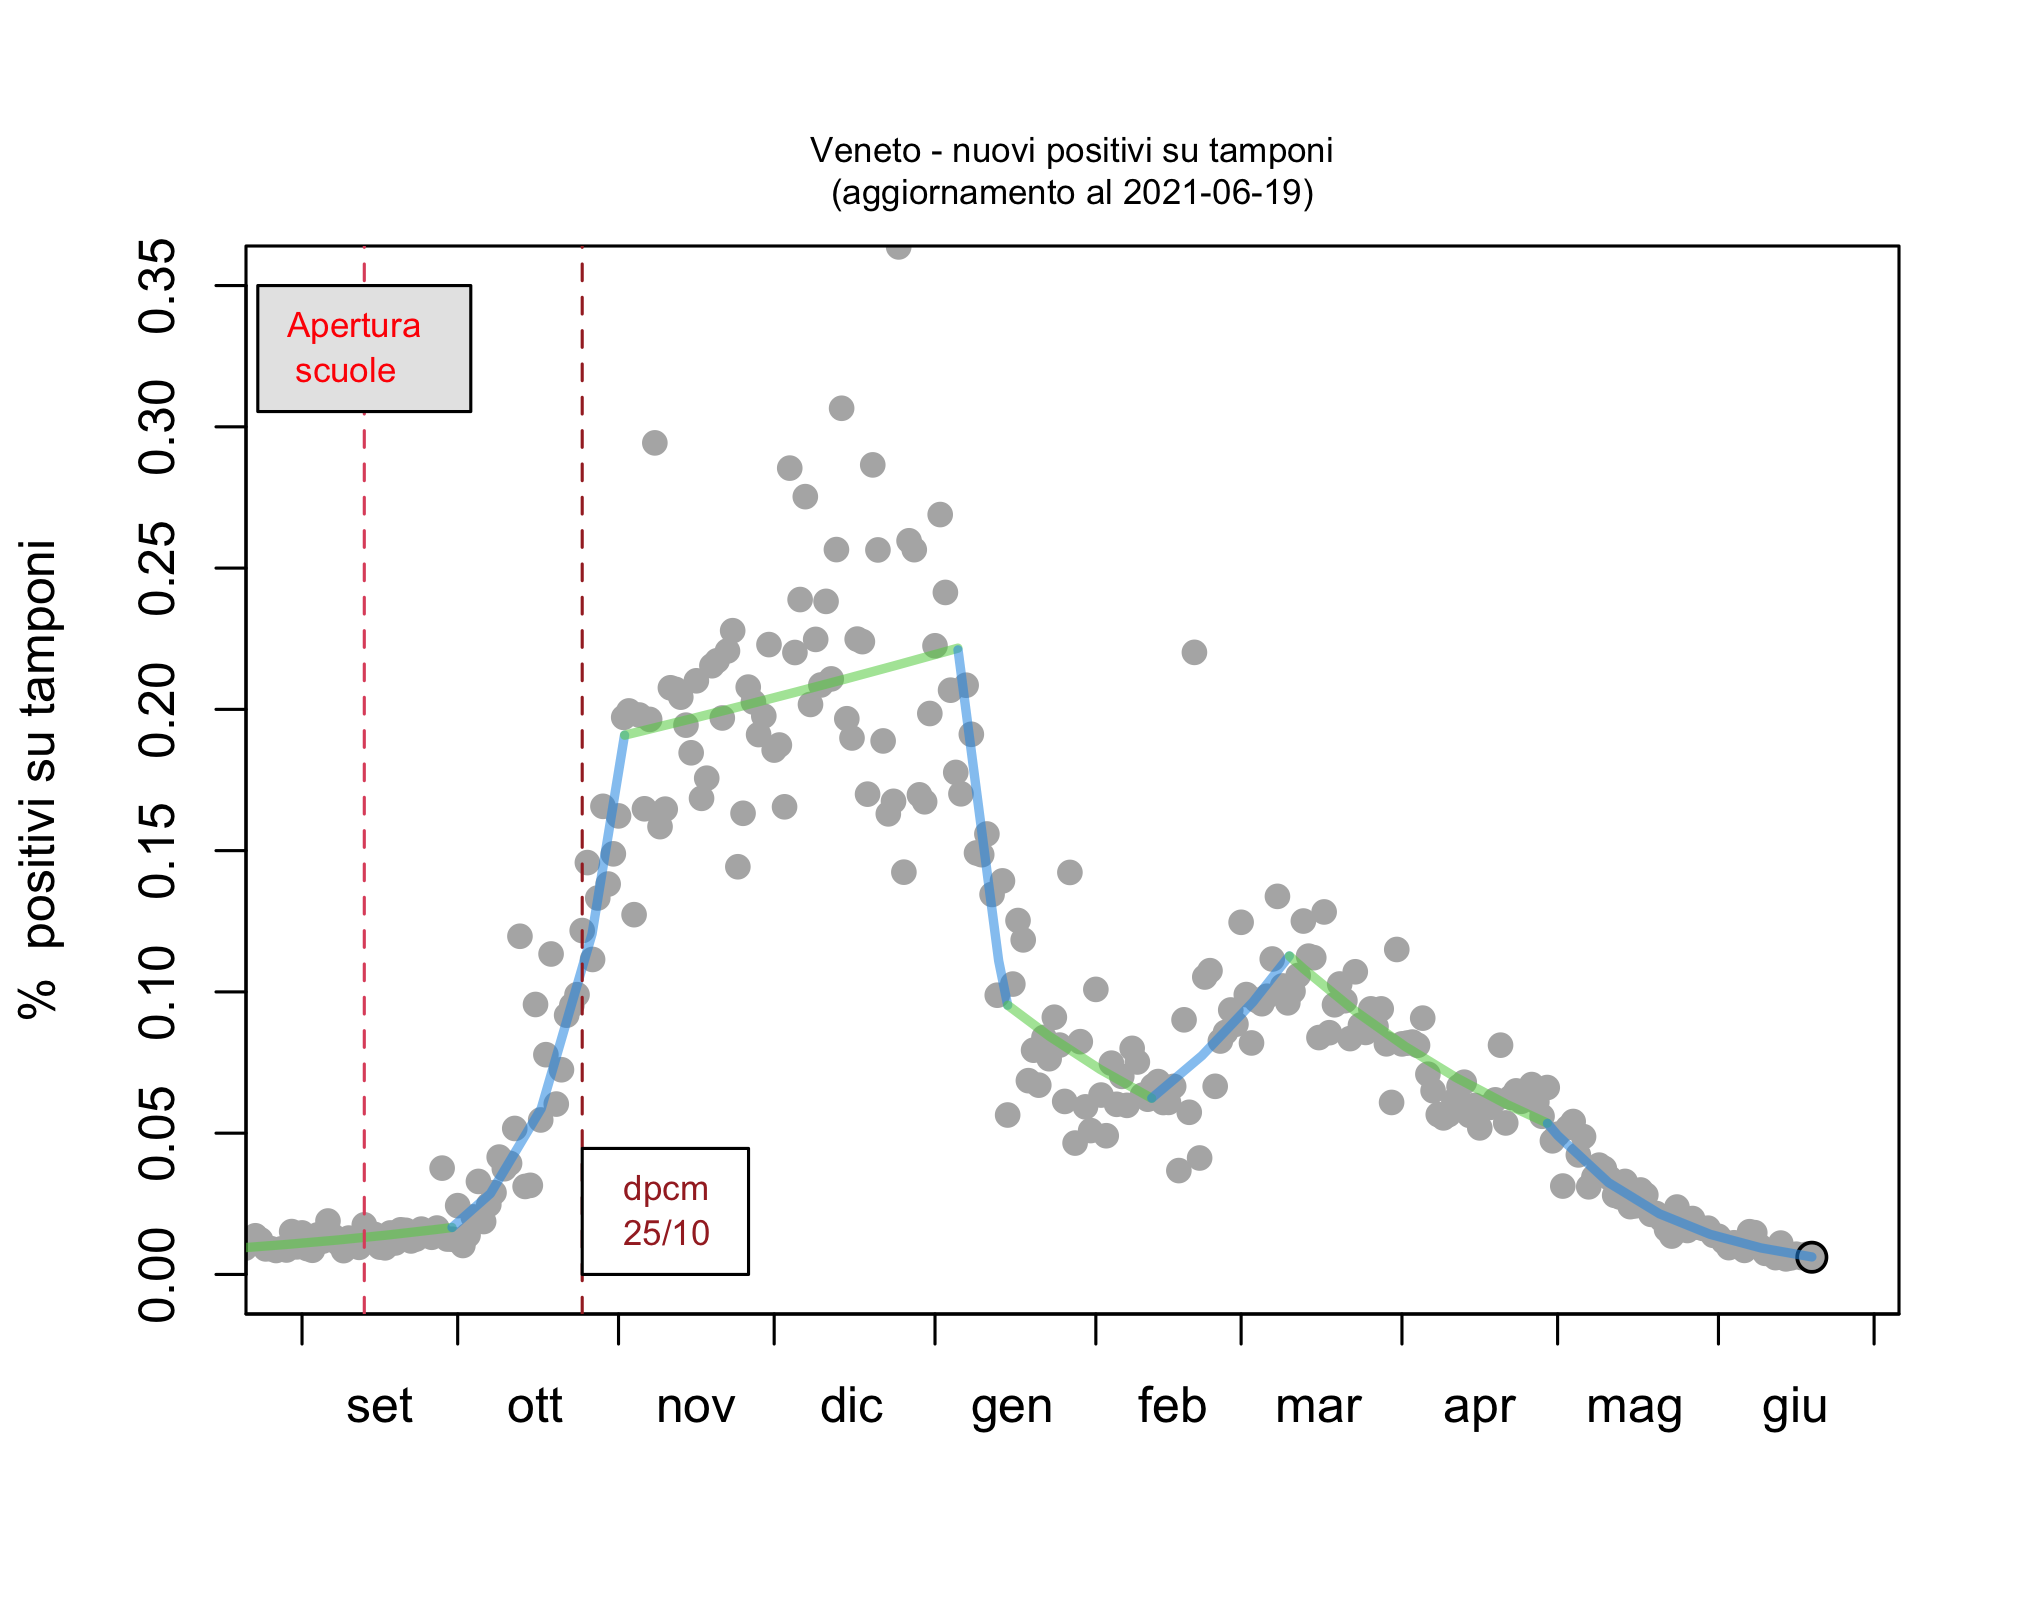 Veneto - nuovi positivi su tamponi
(aggiornamento al 2021-06-19)
% positivi su tamponi
0.35
0.30
0.25
0.20
0.15
0.10
0.05
0.00
Apertura
scuole
dpcm
25/10
set ott nov dic gen feb mar apr mag giu